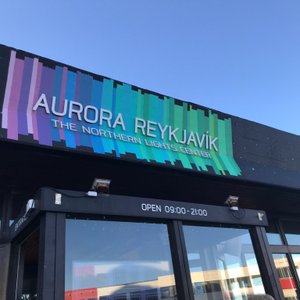 AURORA REYKJAVÍK
THE NORTHERN LIGHTS CENTER
OPEN 09:00-21:00